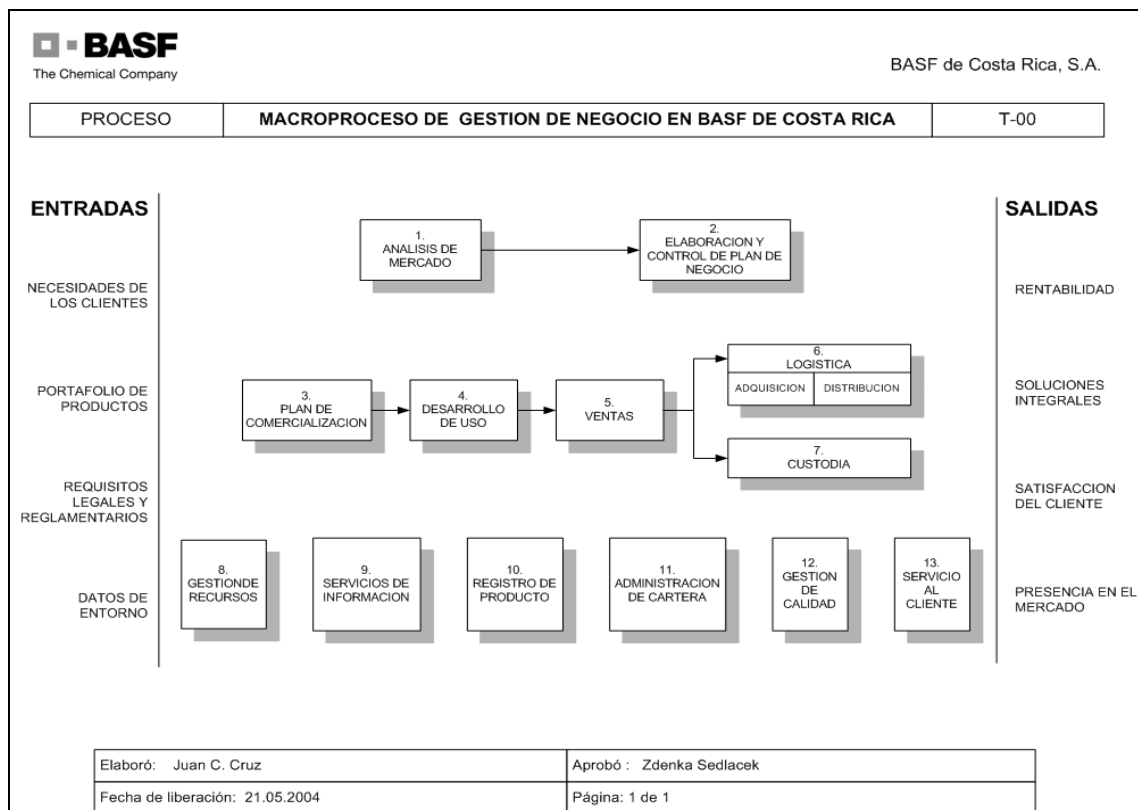 BASF
The Chemical Company
BASF de Costa Rica, S.A.
PROCESO
MACROPROCESO DE GESTION DE NEGOCIO EN BASF DE COSTA RICA
T-00
ENTRADAS
NECESIDADES DE
LOS CLIENTES
PORTAFOLIO DE
PRODUCTOS
REQUISITOS
LEGALES Y
REGLAMENTARIOS
DATOS DE
ENTORNO
1.
ANALISIS DE
MERCADO
2.
ELABORACION Y
CONTROL DE PLAN DE
NEGOCIO
3.
PLAN DE
COMERCIALIZACION
4.
DESARROLLO
DE USO
5.
VENTAS
6.
LOGISTICA
ADQUISICION
DISTRIBUCION
7.
CUSTODIA
8.
GESTIONDE
RECURSOS
9.
SERVICIOS DE
INFORMACION
10.
REGISTRO DE
PRODUCTO
11.
ADMINISTRACION
DE CARTERA
12.
GESTION
DE
CALIDAD
13.
SERVICIO
AL
CLIENTE
SALIDAS
RENTABILIDAD
SOLUCIONES
INTEGRALES
SATISFACCION
DEL CLIENTE
PRESENCIA EN EL
MERCADO
Elaboró: Juan C. Cruz
Aprobó : Zdenka Sedlacek
Fecha de liberación: 21.05.2004
Página: 1 de 1